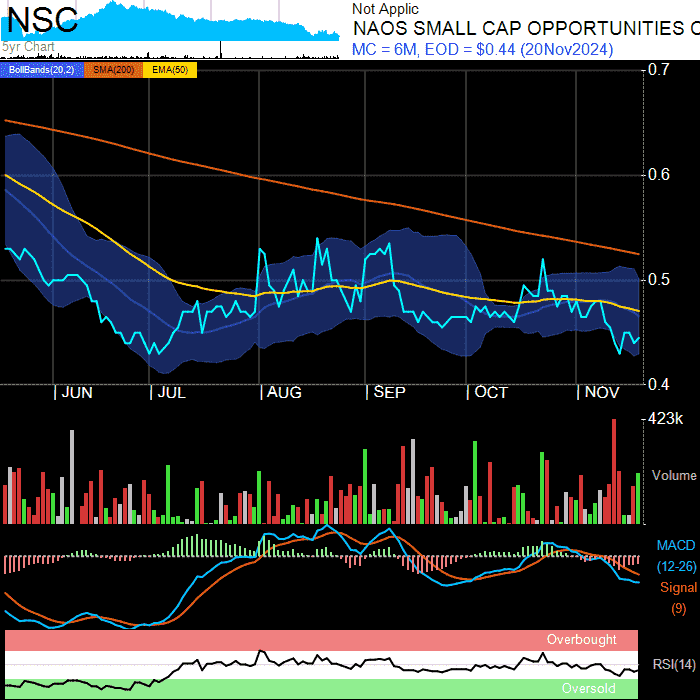 NSC
5yr Chart
Not Applic
NAOS SMALL CAP OPPORTUNITIES C
MC = 6M, EOD = $0.44 (20Nov2024)
BollBands(20,2) SMA(200) EMA(50)
0.7
0.6
0.5
0.4
JUN JUL AUG SEP OCT NOV
423k
Volume
MACD
(12-26)
Signal
(9)
Overbought
RSI(14)
Oversold